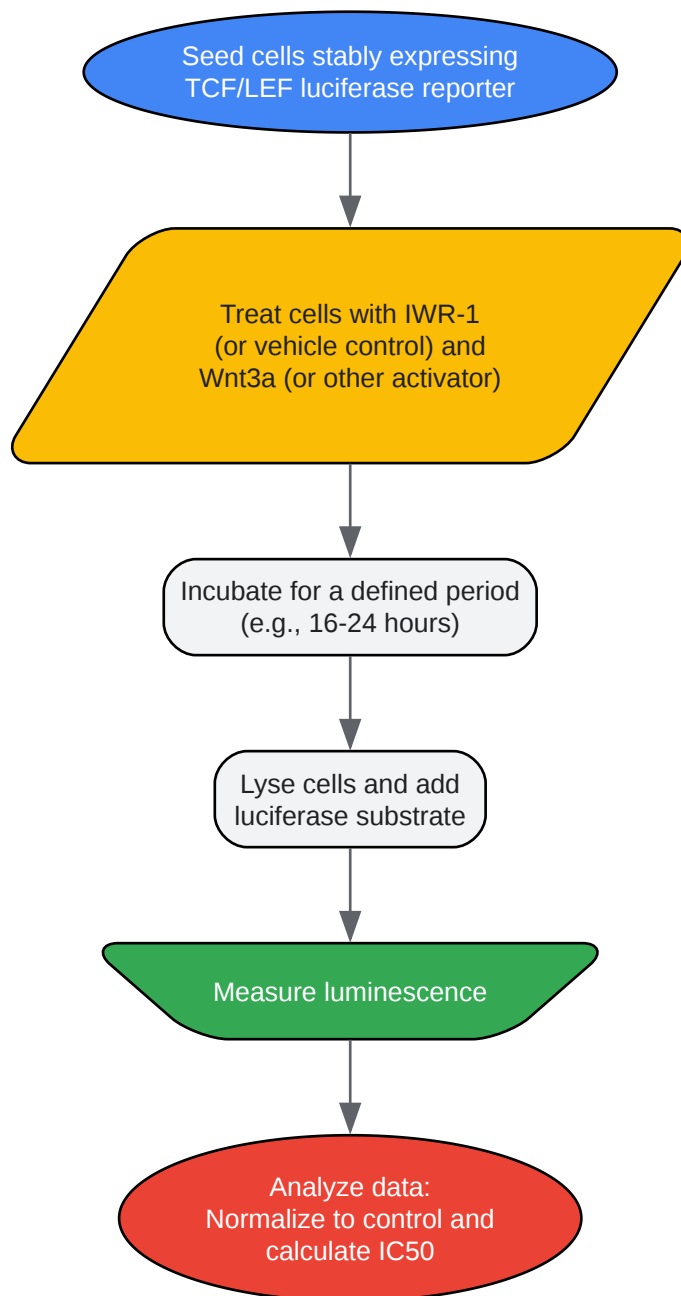 Seed cells stably expressing
TCF/LEF luciferase reporter
Treat cells with IWR-1
(or vehicle control) and
Wnt3a (or other activator)
Incubate for a defined period
(e.g., 16-24 hours)
Lyse cells and add
luciferase substrate
Measure luminescence
Analyze data:
Normalize to control and
calculate IC50